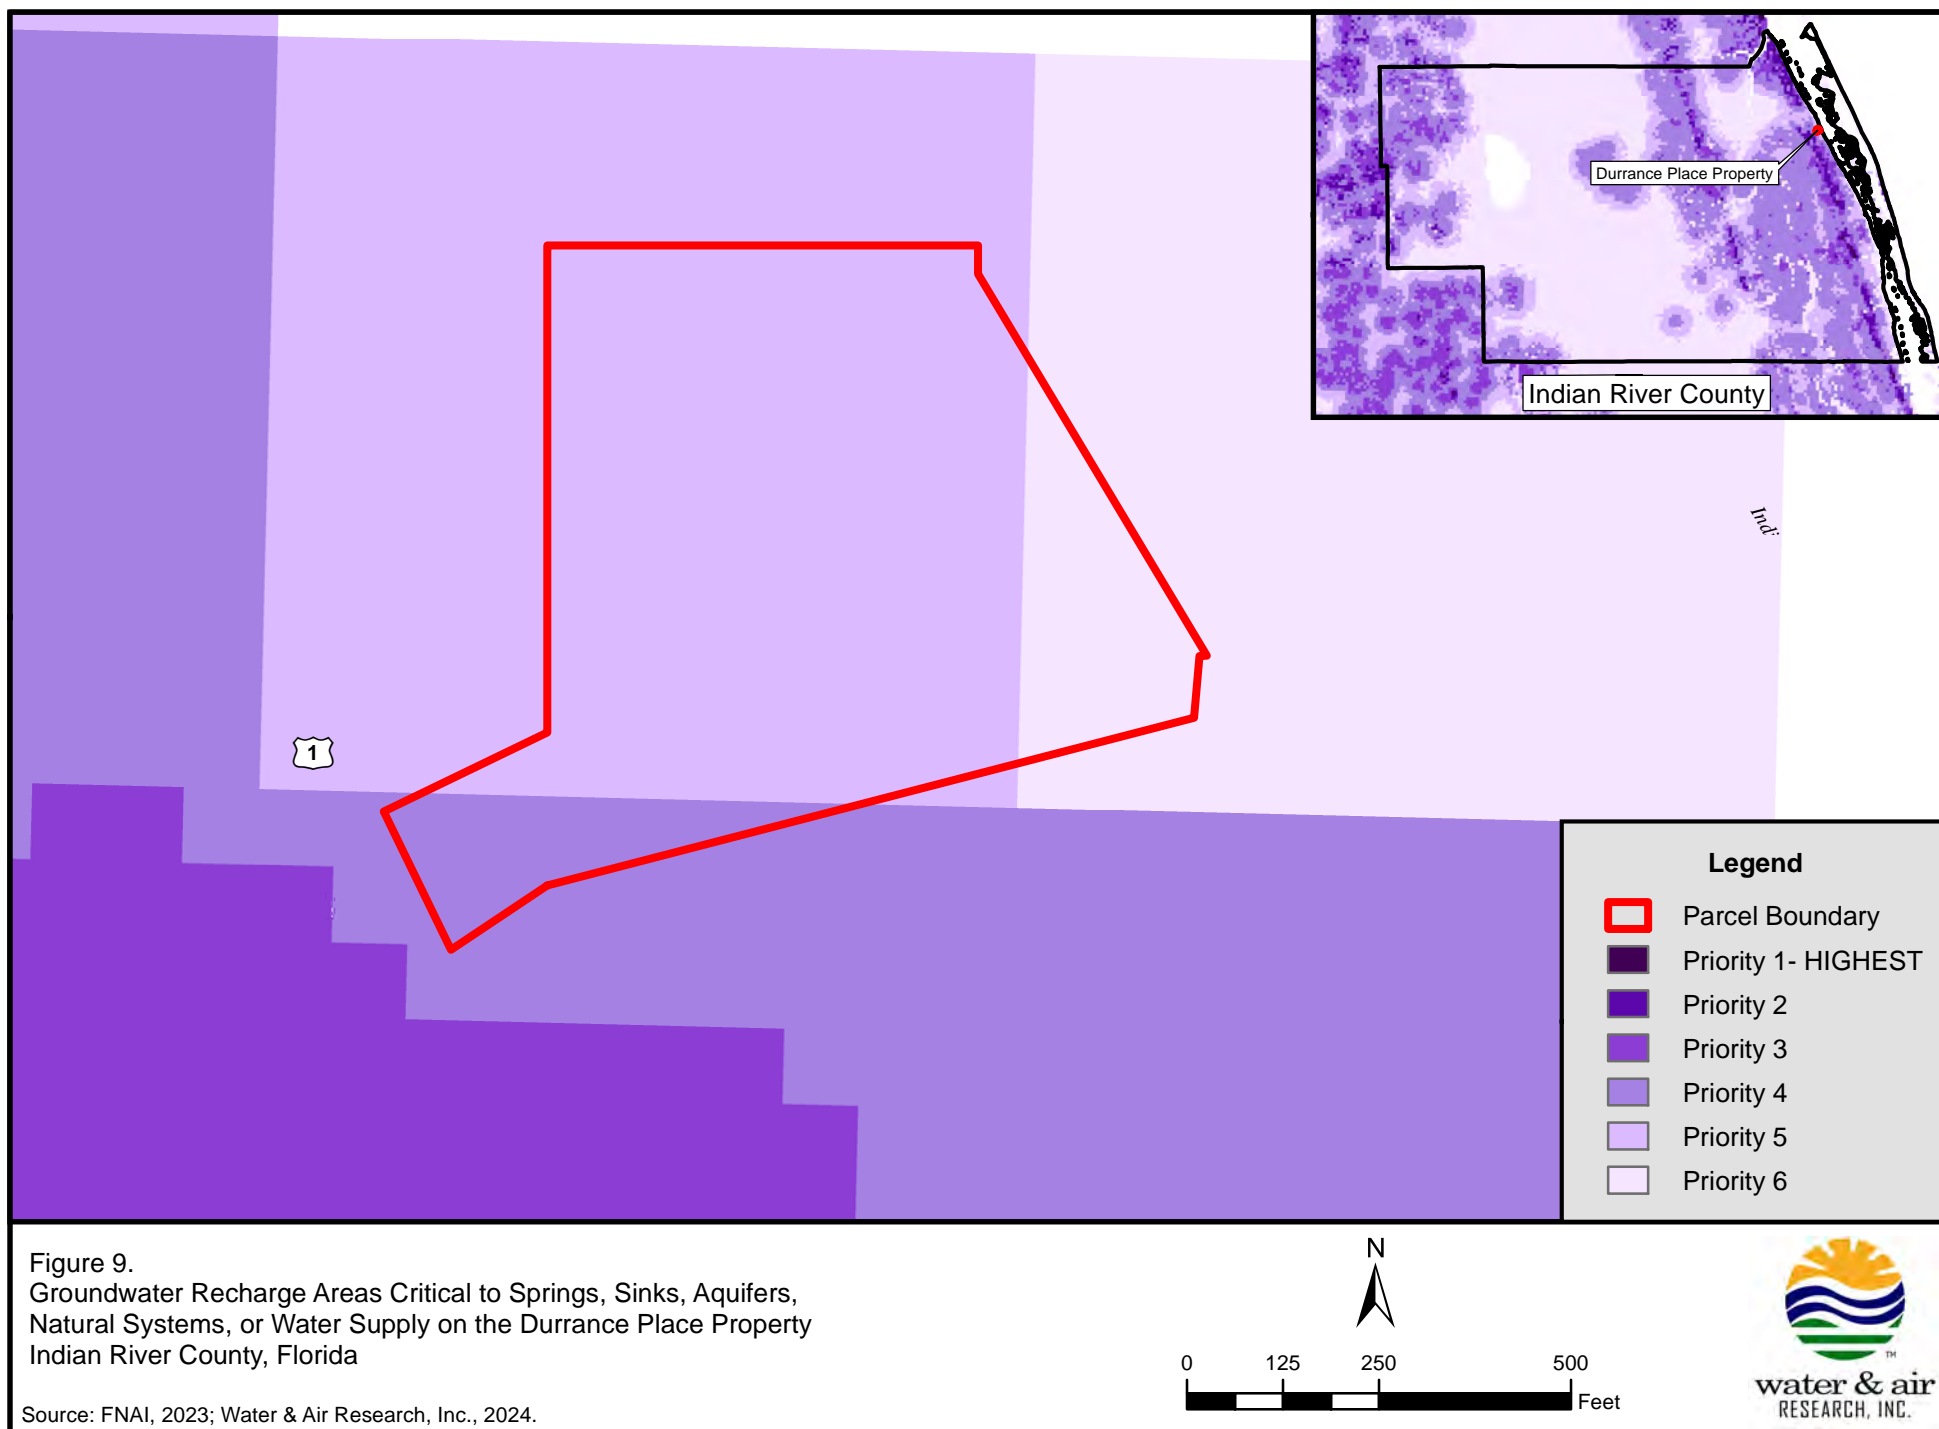 Durrance Place Property
Indian River County
1
Legend
Parcel Boundary
Priority 1- HIGHEST
Priority 2
Priority 3
Priority 4
Priority 5
Priority 6
Figure 9.
Groundwater Recharge Areas Critical to Springs, Sinks, Aquifers,
Natural Systems, or Water Supply on the Durrance Place Property
Indian River County, Florida
Source: FNAI, 2023; Water & Air Research, Inc., 2024.
N
0 125 250 500
Feet
TM
water & air
RESEARCH, INC.